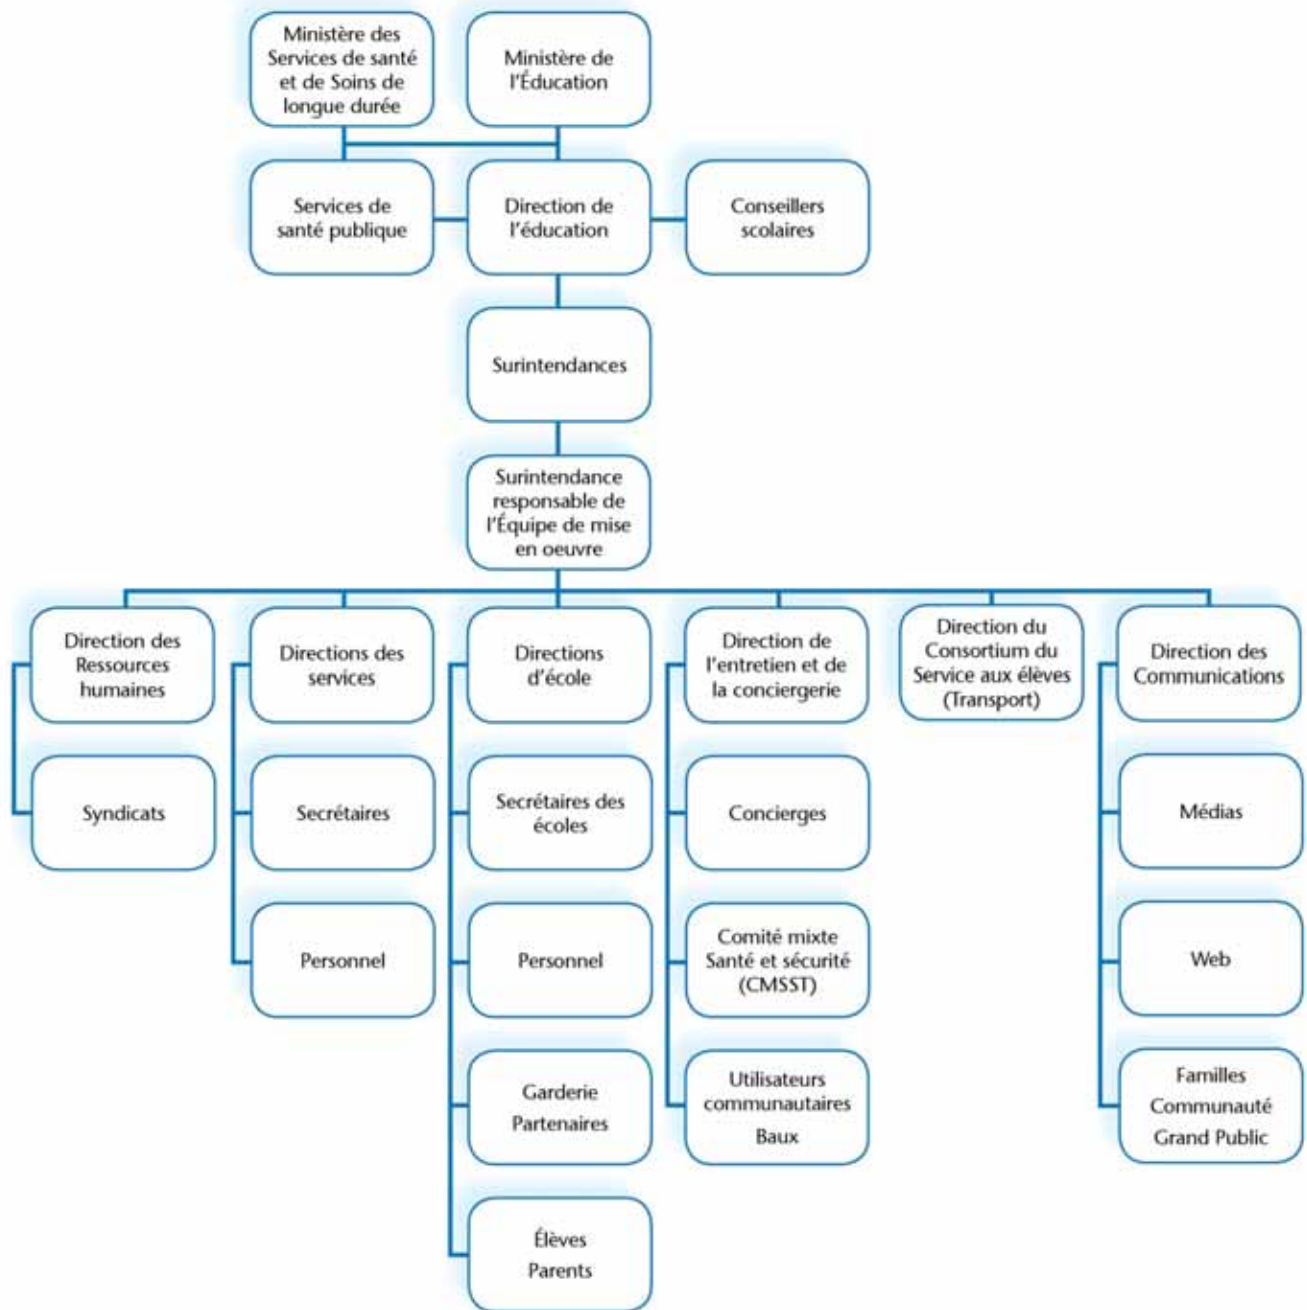 Ministère des
Services de santé
et de Soins de
longue durée
Ministère de
l'Éducation
Services de
santé publique
Direction de
l'éducation
Conseillers
scolaires
Surintendances
Surintendance
responsable de
l'Équipe de mise
en oeuvre
Direction des
Ressources
humaines
Directions des
services
Directions
d'école
Direction de
l'entretien et de
la conciergerie
Direction du
Consortium du
Service aux élèves
(Transport)
Direction des
Communications
Syndicats
Secrétaires
Secrétaires des
écoles
Concierges
Médias
Personnel
Personnel
Comité mixte
Santé et sécurité
(CMSST)
Web
Garderie
Partenaires
Utilisateurs
communautaires
Baux
Familles
Communauté
Grand Public
Élèves
Parents